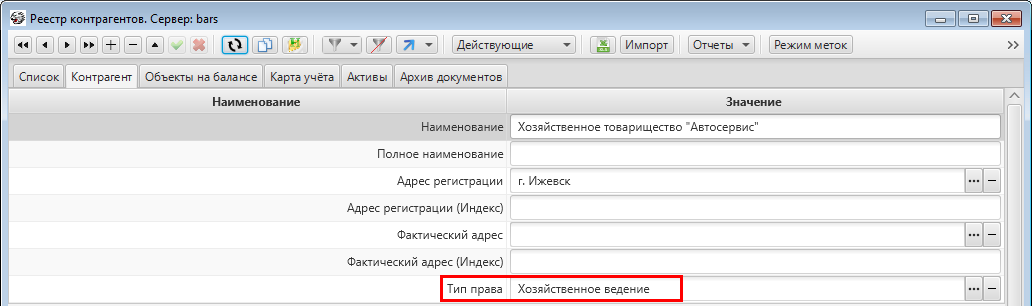 Реестр контрагентов. Сервер: bars
Действующие Импорт Отчеты Режим меток
Список Контрагент Объекты на балансе Карта учёта Активы Архив документов
Наименование Значение
Наименование Хозяйственное товарищество "Автосервис"
Полное наименование
Адрес регистрации г. Ижевск
Адрес регистрации (Индекс)
Фактический адрес
Фактический адрес (Индекс)
Тип права Хозяйственное ведение